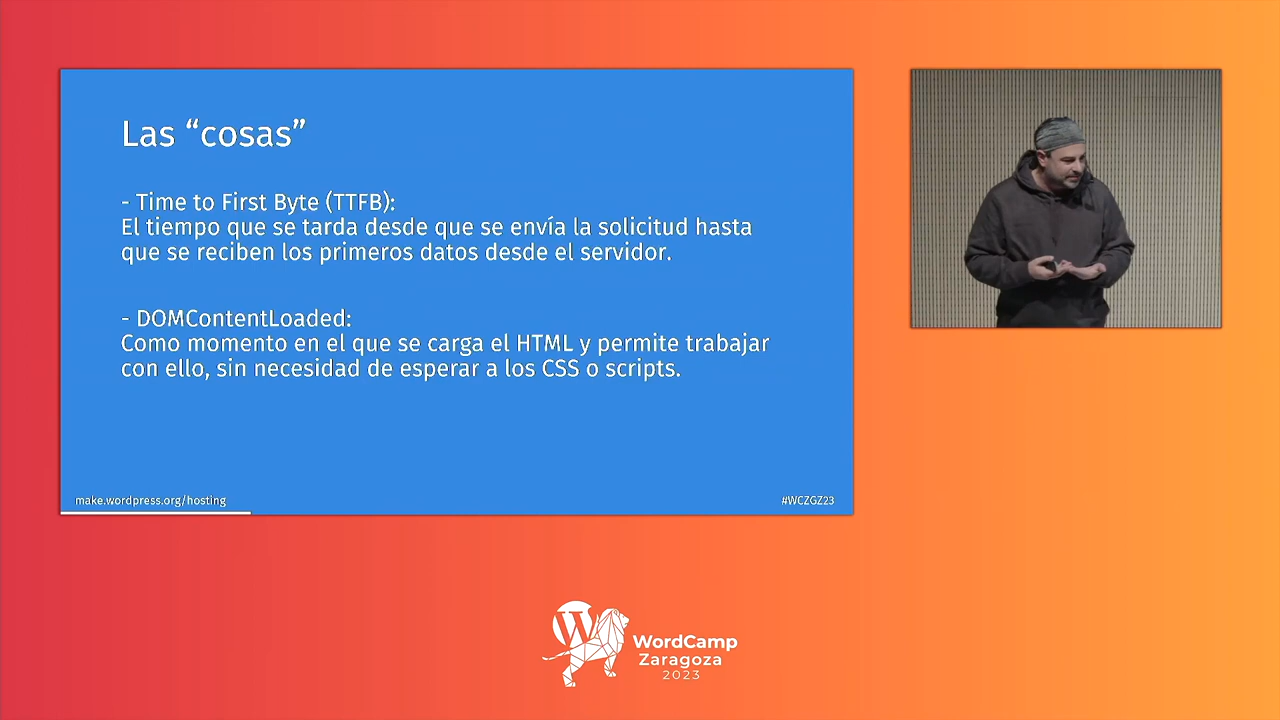 Las “cosas”
- Time to First Byte (TTFB):
El tiempo que se tarda desde que se envía la solicitud hasta
que se reciben los primeros datos desde el servidor.
- DOMContentLoaded:
Como momento en el que se carga el HTML y permite trabajar
con ello, sin necesidad de esperar a los CSS o scripts.
make.wordpress.org/hosting
#WCZGZ23
WordCamp
Zaragoza
2023